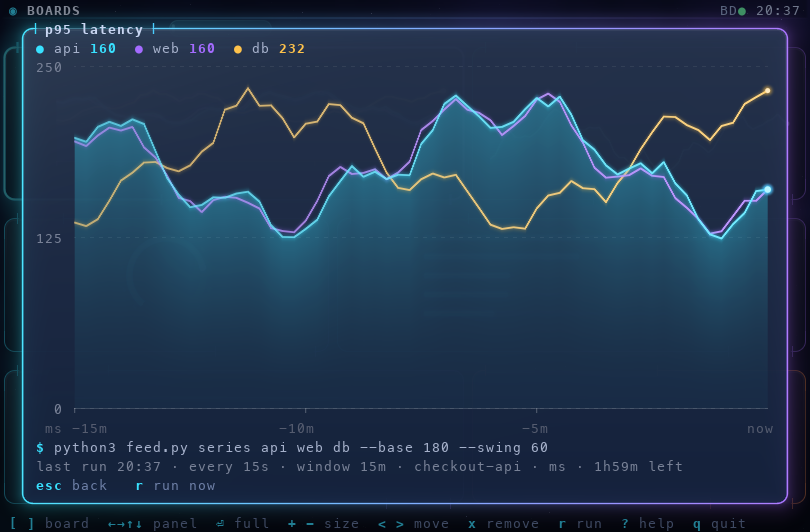 ◉ BOARDS BD● 20:37
p95 latency
● api 160 ● web 160 ● db 232
250
125
0
ms −15m −10m −5m now
$ python3 feed.py series api web db --base 180 --swing 60
last run 20:37 · every 15s · window 15m · checkout-api · ms · 1h59m left
esc back r run now
[ ] board ←→↑↓ panel ⏎ full + − size < > move x remove r run ? help q quit